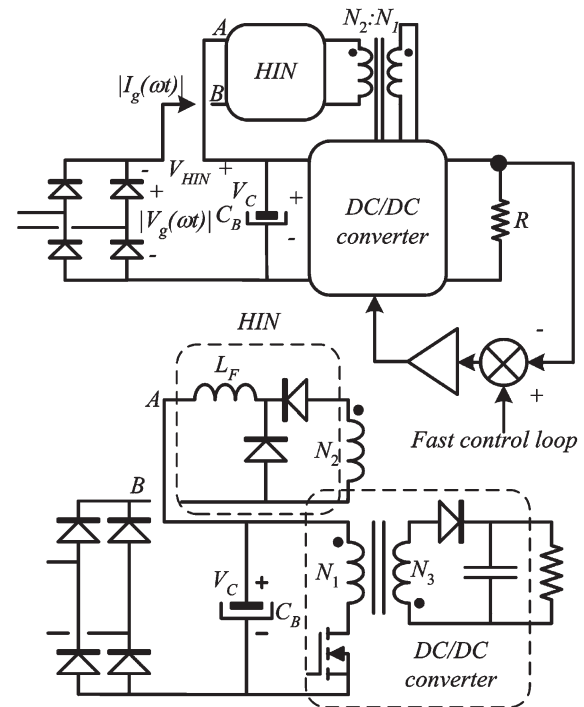 N2:N1
A
HIN
|Ig(ωt)|
B
- VHIN +
+
|Vg(ωt)|
-
VC
CB
+
-
DC/DC
converter
R
-
+
Fast control loop
HIN
LF
A
N2
B
VC
+
CB
-
N1
N3
DC/DC
converter